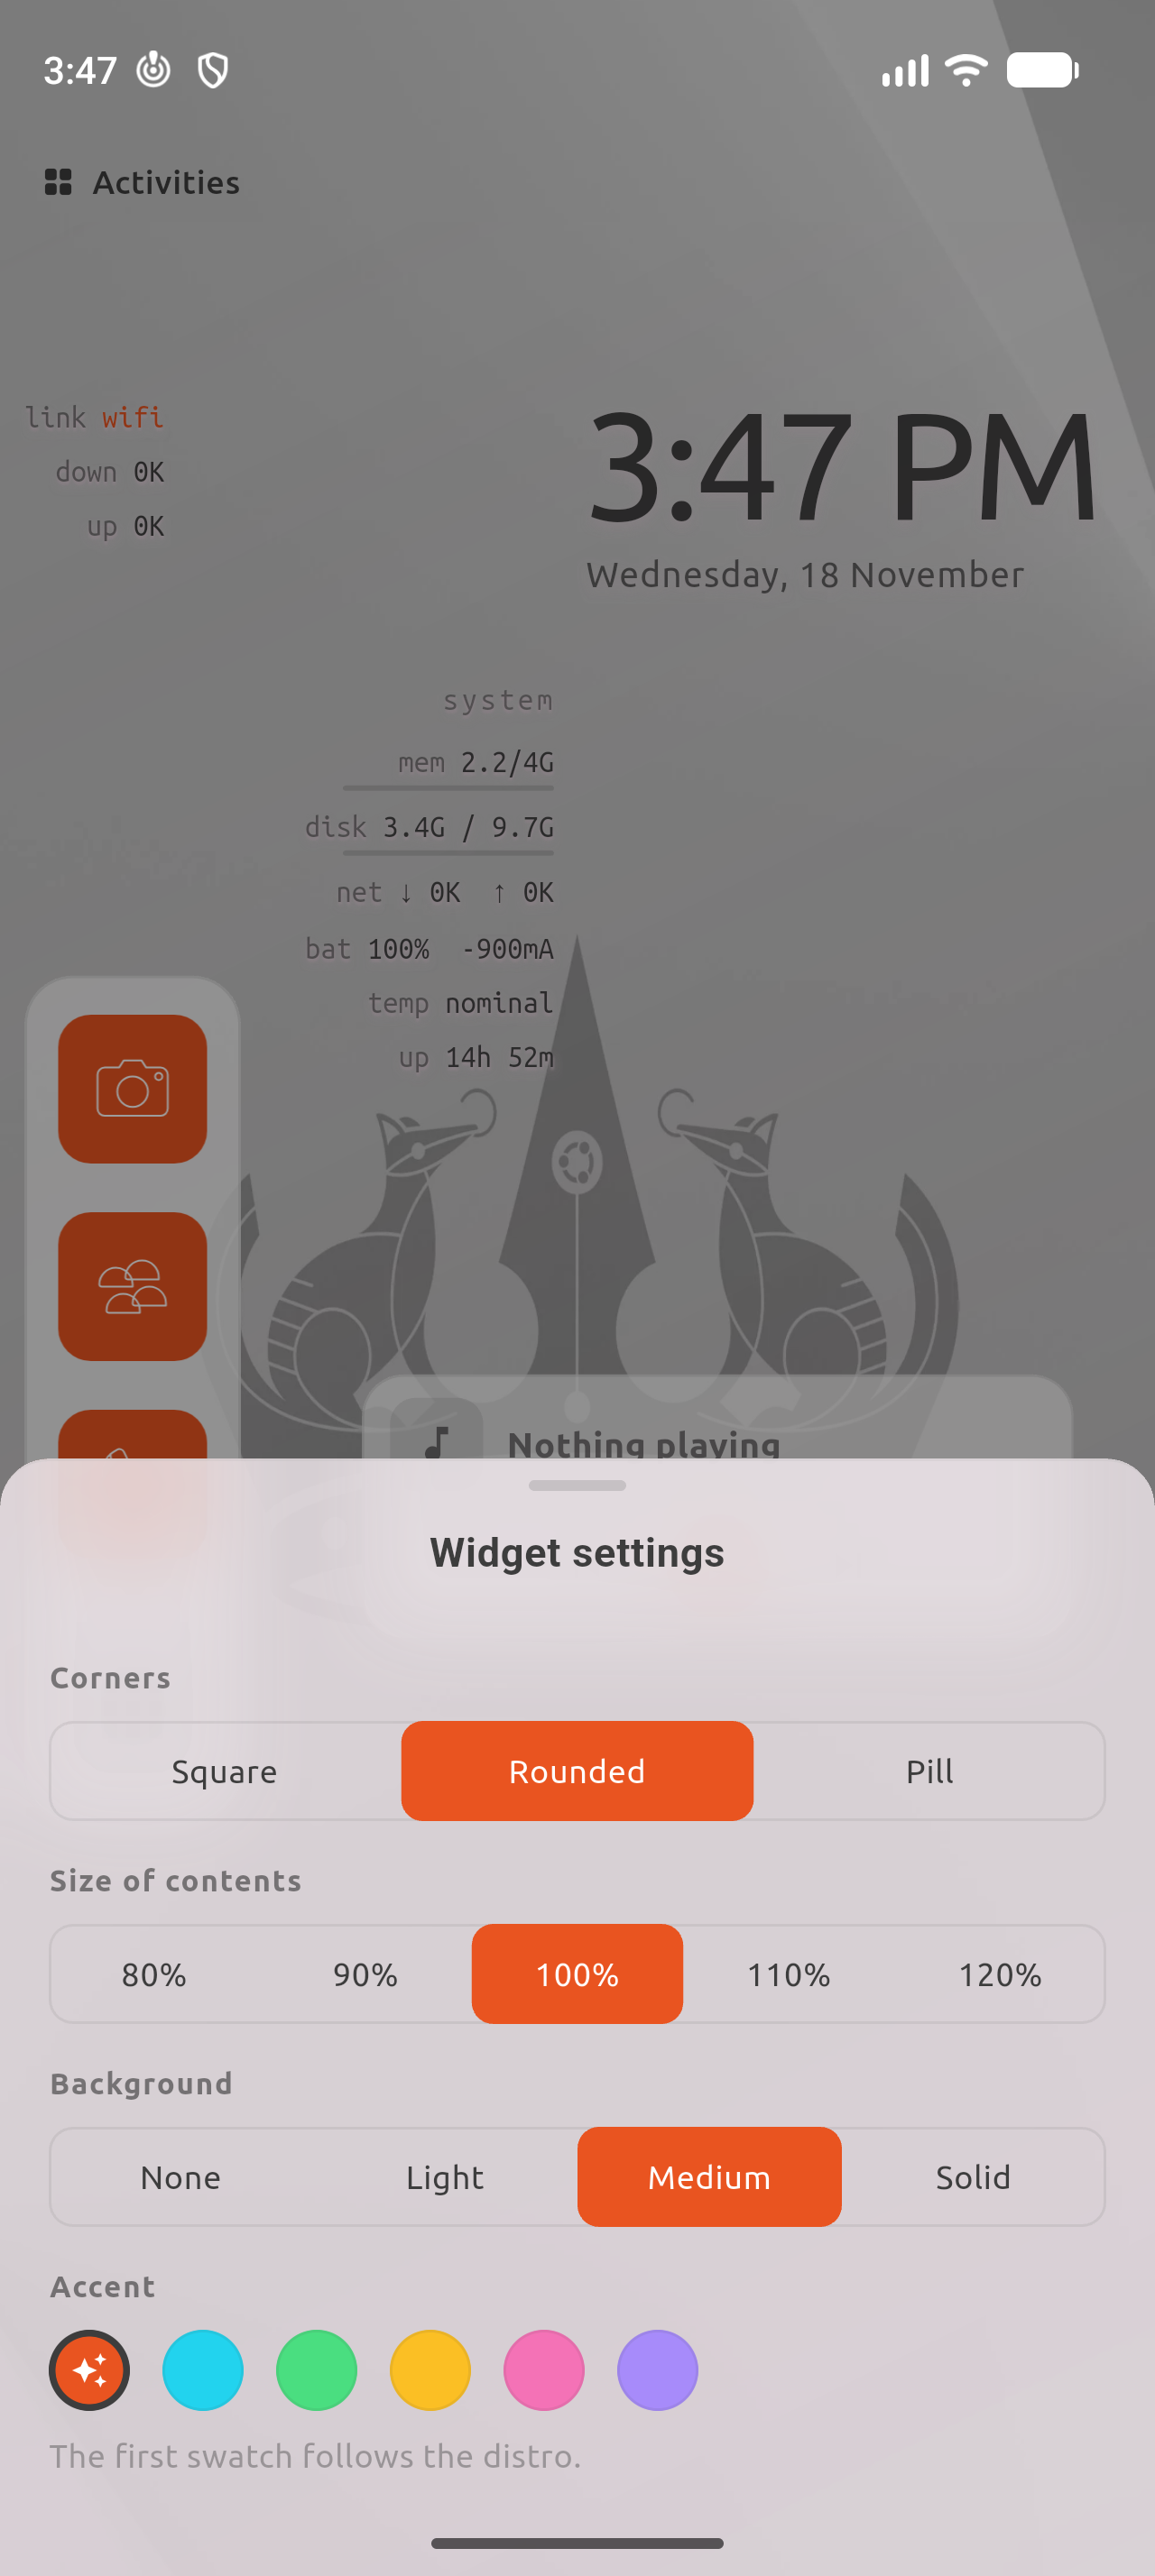 3:47
Activities
link wifi
down 0K
up 0K
3:47 PM
Wednesday, 18 November
system
mem 2.2/4G
disk 3.4G / 9.7G
net ↓ 0K ↑ 0K
bat 100% -900mA
temp nominal
up 14h 52m
Nothing playing
Widget settings
Corners
Square Rounded Pill
Size of contents
80% 90% 100% 110% 120%
Background
None Light Medium Solid
Accent
The first swatch follows the distro.